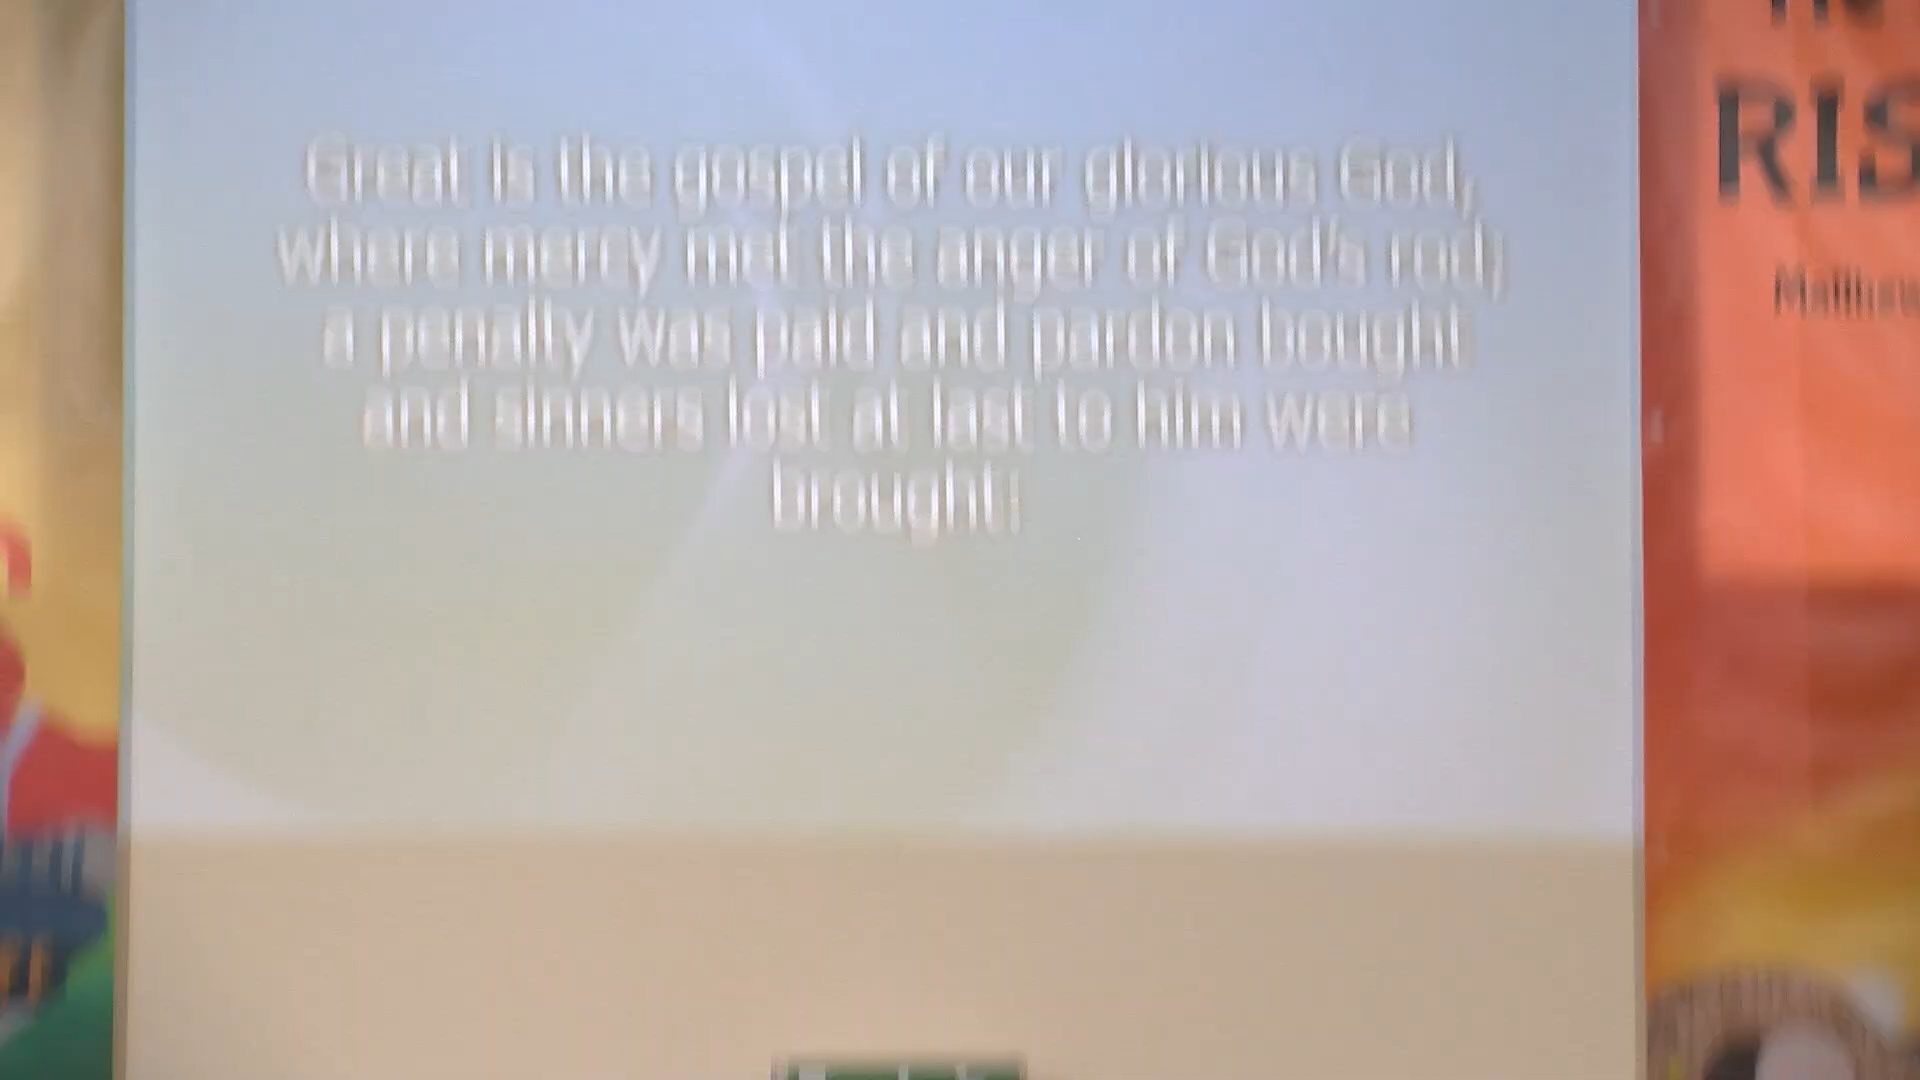 Great is the gospel of our glorious God,
where mercy met the anger of God's rod;
a penalty was paid and pardon bought
and sinners lost at last to him were
brought:
RIS
Matthew